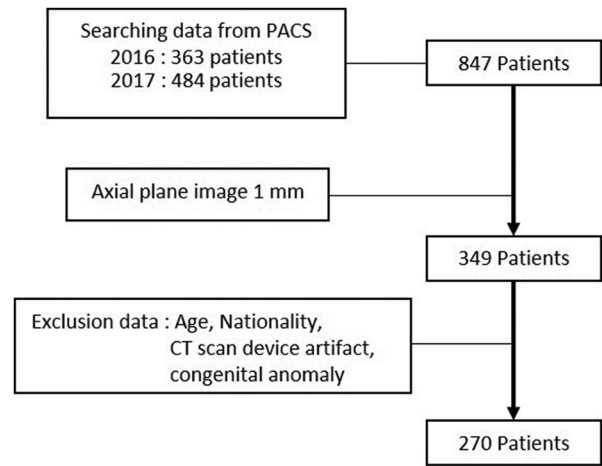 Searching data from PACS
2016 : 363 patients
2017 : 484 patients
847 Patients
Axial plane image 1 mm
349 Patients
Exclusion data : Age, Nationality,
CT scan device artifact,
congenital anomaly
270 Patients